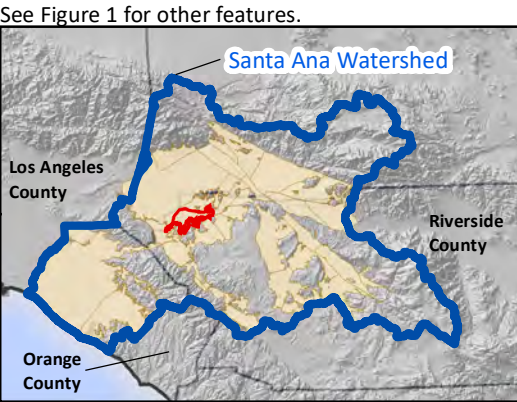 See Figure 1 for other features.
Santa Ana Watershed
Los Angeles
County
Riverside
County
Orange
County